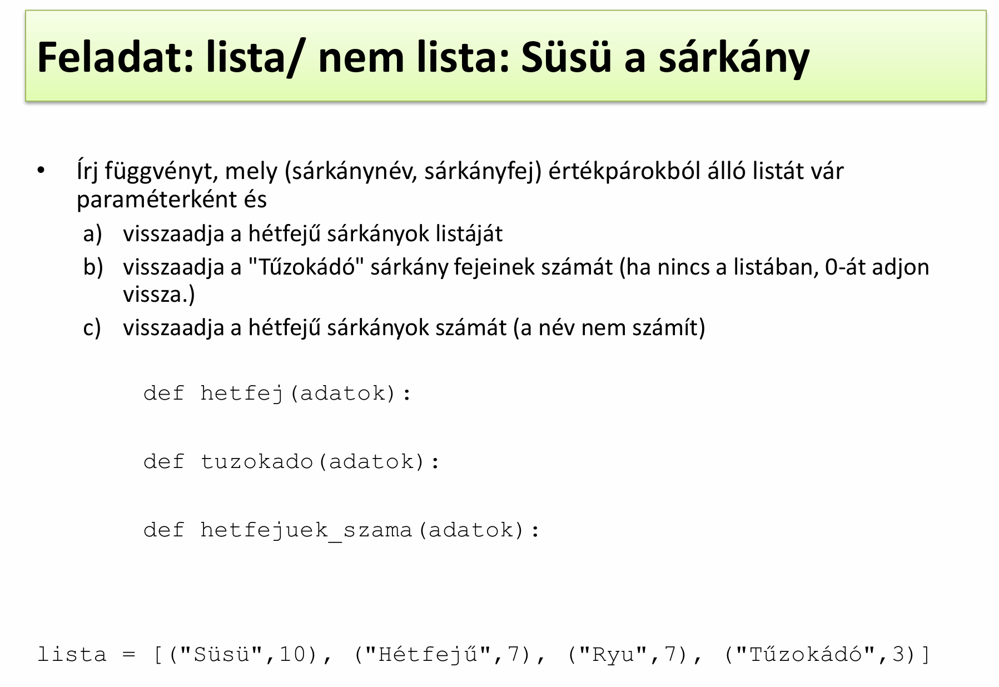 Feladat: lista/ nem lista: Süsü a sárkány
• Írj függvényt, mely (sárkánynév, sárkányfej) értékpárokból álló listát vár
paraméterként és
a) visszaadja a hétfejű sárkányok listáját
b) visszaadja a "Tűzokádó" sárkány fejeinek számát (ha nincs a listában, 0-át adjon
vissza.)
c) visszaadja a hétfejű sárkányok számát (a név nem számít)
def hetfej(adatok):
def tuzokado(adatok):
def hetfejuek_szama(adatok):
lista = [("Süsü",10), ("Hétfejű",7), ("Ryu",7), ("Tűzokádó",3)]